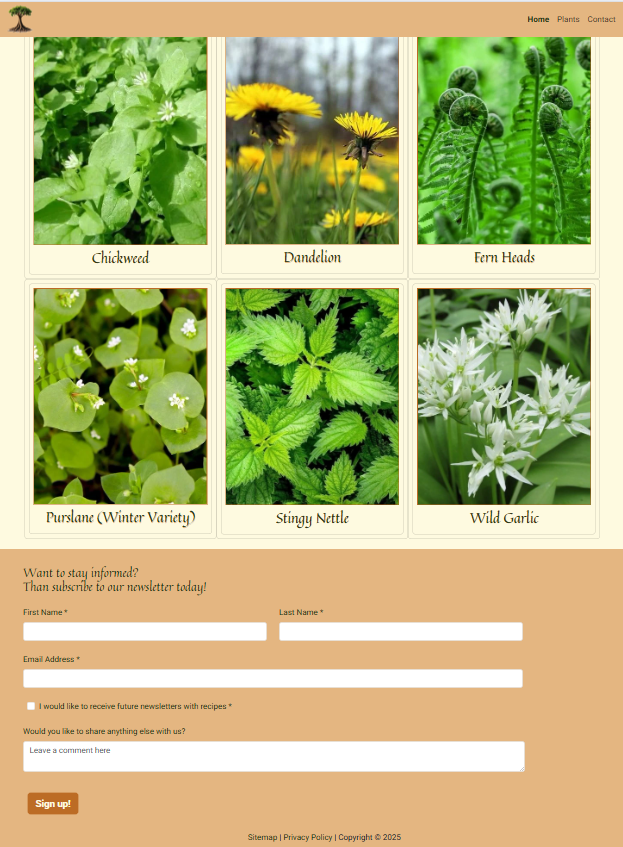 Home Plants Contact
Chickweed Dandelion Fern Heads
Purslane (Winter Variety) Stingy Nettle Wild Garlic
Want to stay informed?
Than subscribe to our newsletter today!
First Name * Last Name *
Email Address *
I would like to receive future newsletters with recipes *
Would you like to share anything else with us?
Leave a comment here
Sign up!
Sitemap | Privacy Policy | Copyright © 2025